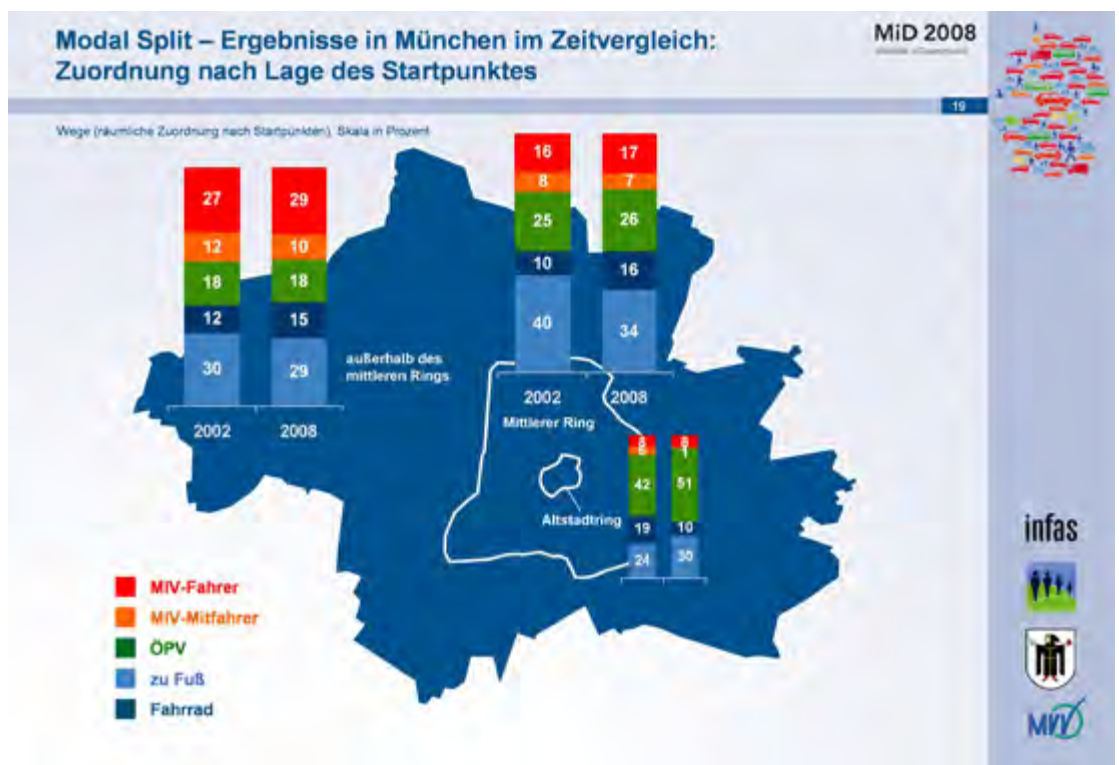 Modal Split – Ergebnisse in München im Zeitvergleich:
Zuordnung nach Lage des Startpunktes
MiD 2008
19
Wege (räumliche Zuordnung nach Startpunkten), Skala in Prozent
27
12
18
12
30
2002
29
10
18
15
29
2008
außerhalb des
mittleren Rings
16
8
25
10
40
2002
17
7
26
16
34
2008
Mittlerer Ring
Altstadtring
8
42
19
24
8
1
51
10
30
MIV-Fahrer
MIV-Mitfahrer
ÖPV
zu Fuß
Fahrrad
infas
MVV